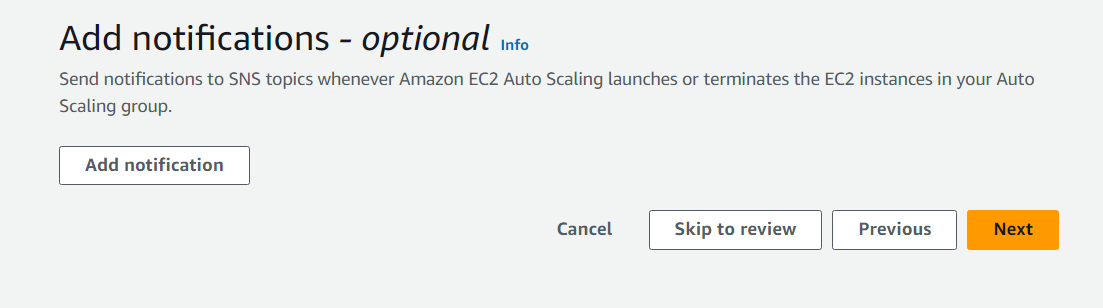 Add notifications - optional Info
Send notifications to SNS topics whenever Amazon EC2 Auto Scaling launches or terminates the EC2 instances in your Auto
Scaling group.
Add notification
Cancel Skip to review Previous Next